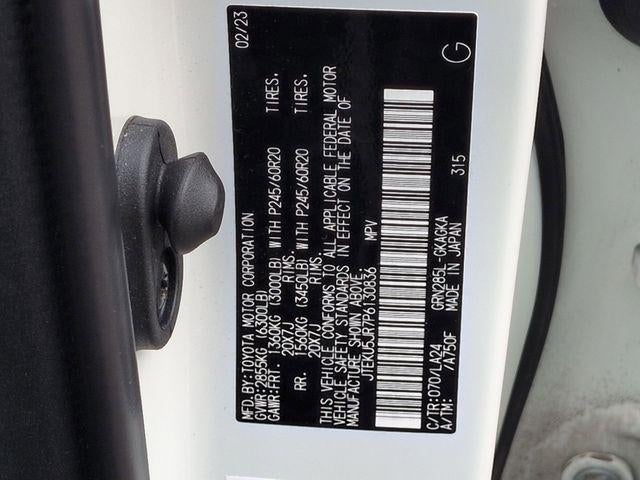 MFD.BY:TOYOTA MOTOR CORPORATION 02/23
GVWR:2855KG (6300LB)
GAWR:FRT. 1360KG (3000LB) WITH P245/60R20 TIRES.
20X7J RIMS.
RR. 1560KG (3450LB) WITH P245/60R20 TIRES.
20X7J RIMS.
THIS VEHICLE CONFORMS TO ALL APPLICABLE FEDERAL MOTOR
VEHICLE SAFETY STANDARDS IN EFFECT ON THE DATE OF
MANUFACTURE SHOWN ABOVE.
JTEKU5JR7P6130836 MPV
C/TR:070/LA24 GRN285L-GKAGKA
A/TM: /A750F MADE IN JAPAN 315
G